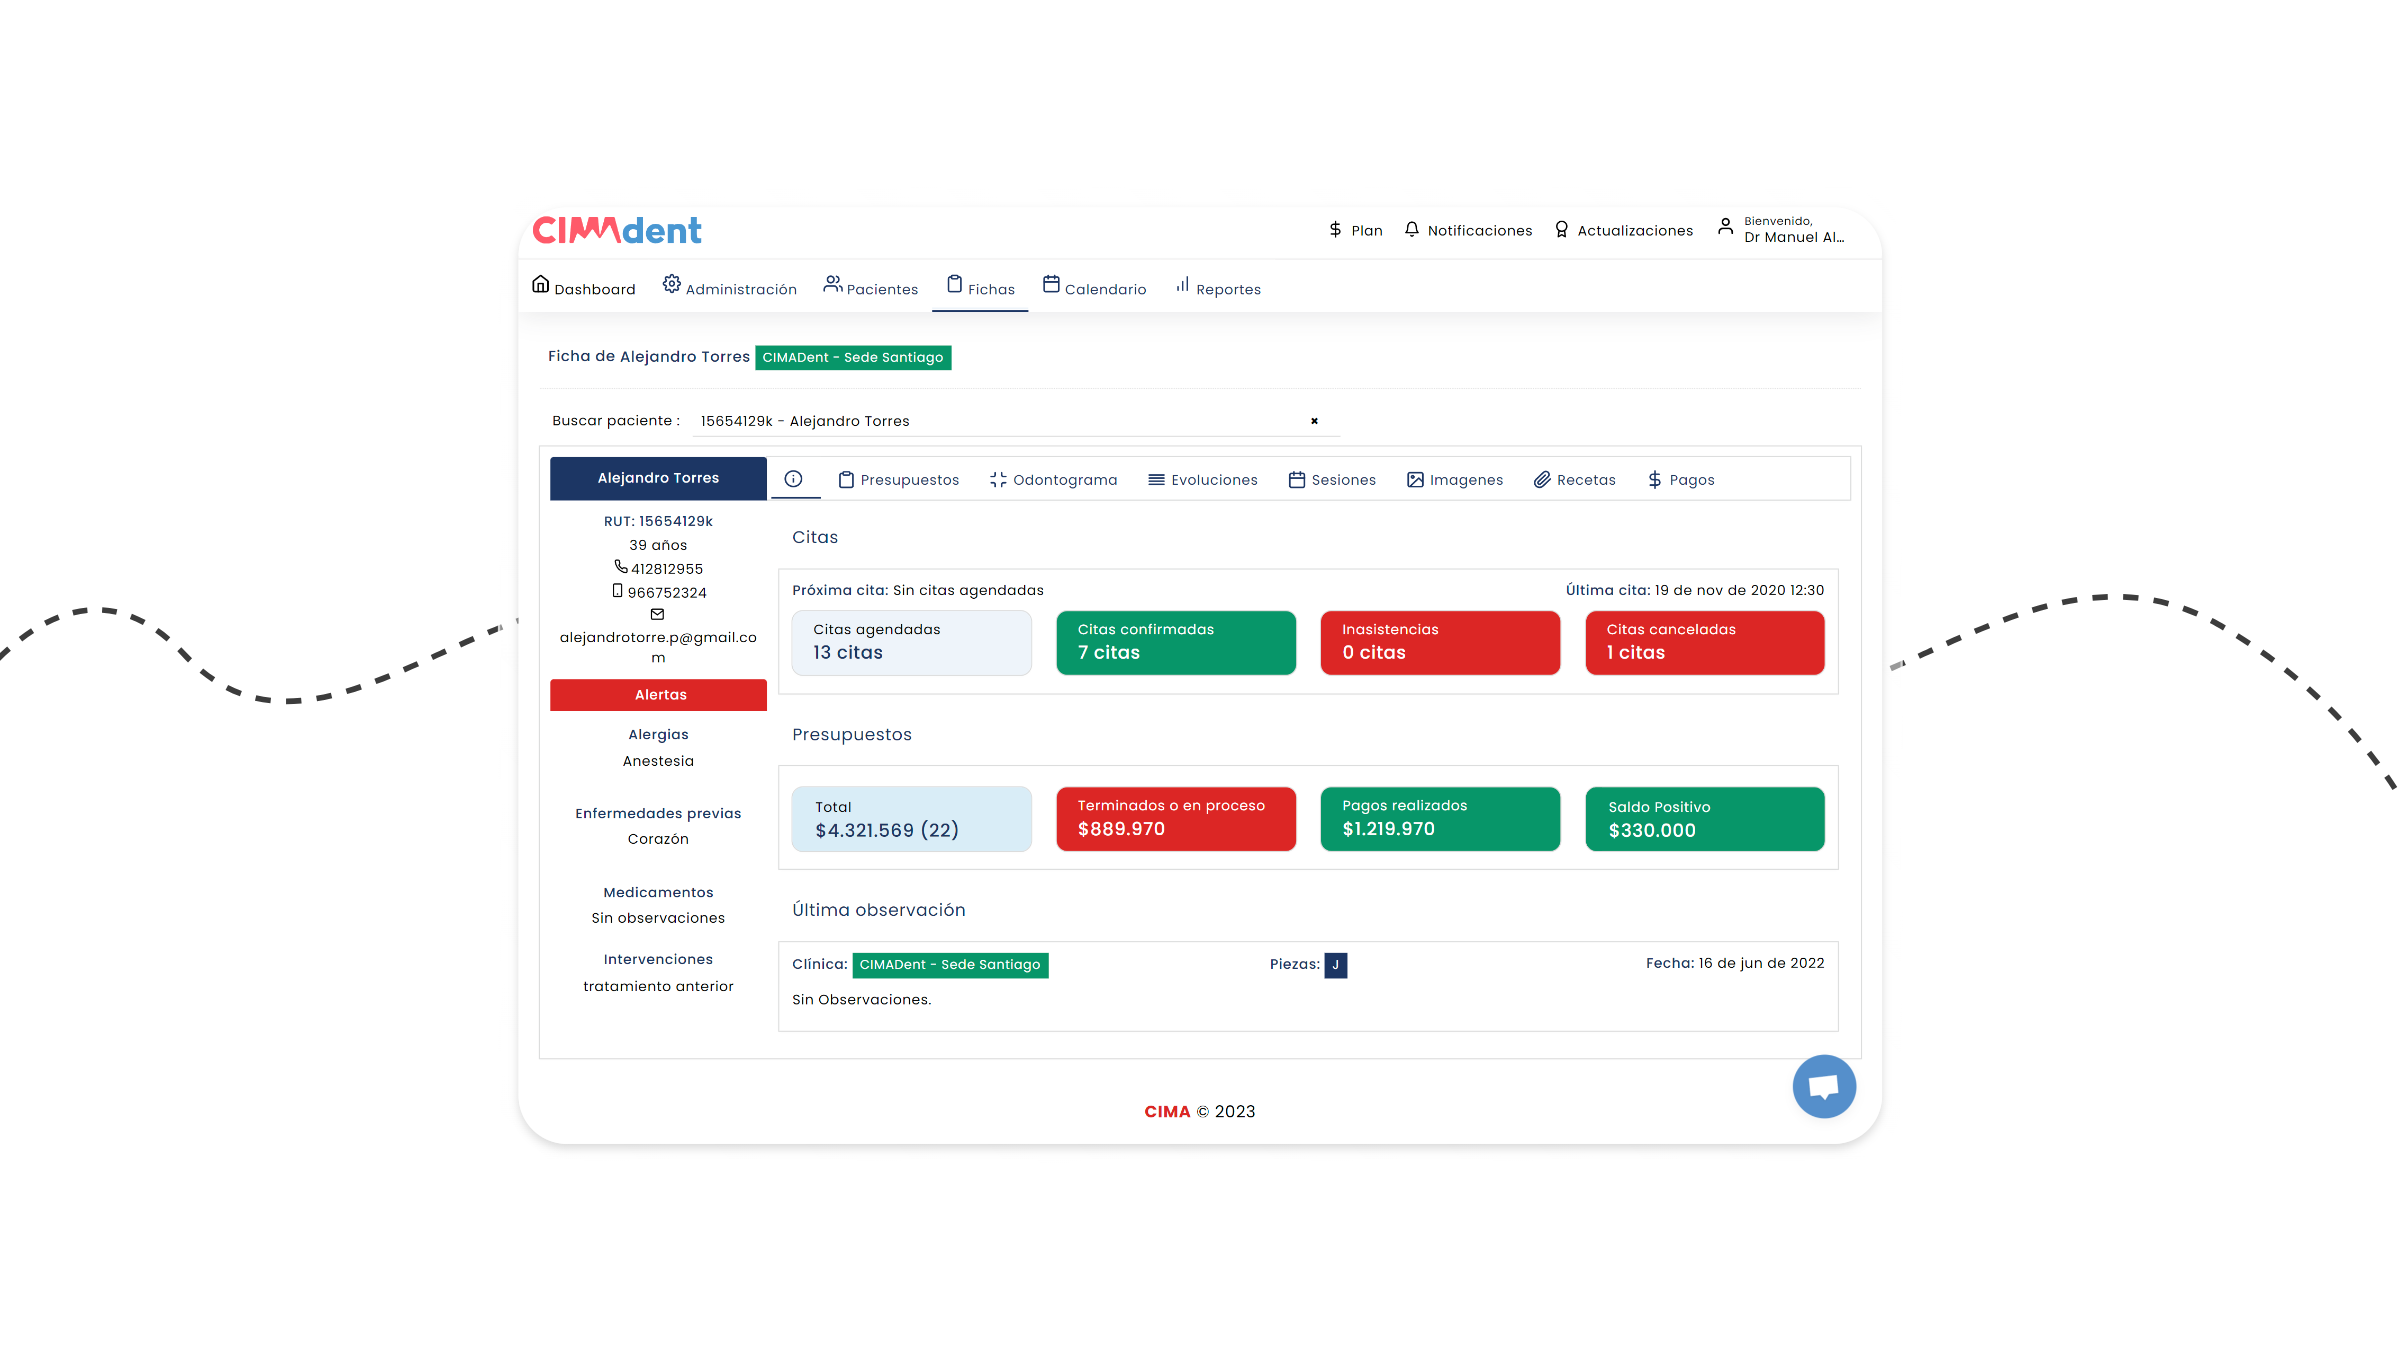 CIMAdent
Plan
Notificaciones
Actualizaciones
Bienvenido,
Dr Manuel Al...
Dashboard
Administración
Pacientes
Fichas
Calendario
Reportes
Ficha de Alejandro Torres
CIMADent - Sede Santiago
Buscar paciente :
15654129k - Alejandro Torres
Alejandro Torres
Presupuestos
Odontograma
Evoluciones
Sesiones
Imagenes
Recetas
Pagos
RUT: 15654129k
39 años
412812955
966752324
alejandrotorre.p@gmail.co
m
Alertas
Alergias
Anestesia
Enfermedades previas
Corazón
Medicamentos
Sin observaciones
Intervenciones
tratamiento anterior
Citas
Próxima cita: Sin citas agendadas
Última cita: 19 de nov de 2020 12:30
Citas agendadas
13 citas
Citas confirmadas
7 citas
Inasistencias
0 citas
Citas canceladas
1 citas
Presupuestos
Total
$4.321.569 (22)
Terminados o en proceso
$889.970
Pagos realizados
$1.219.970
Saldo Positivo
$330.000
Última observación
Clínica: CIMADent - Sede Santiago
Piezas: J
Fecha: 16 de jun de 2022
Sin Observaciones.
CIMA © 2023